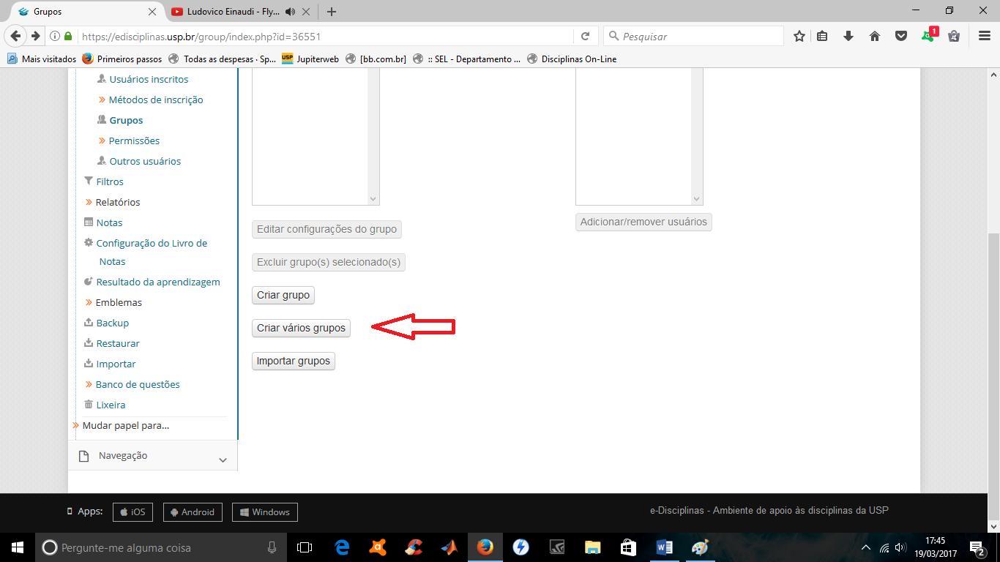 Grupos
Ludovico Einaudi - Fly...
https://edisciplinas.usp.br/group/index.php?id=36551
Pesquisar
1
Mais visitados
Primeiros passos
Todas as despesas · Sp...
USP
Jupiterweb
[bb.com.br]
:: SEL - Departamento ...
Disciplinas On-Line
Usuários inscritos
Métodos de inscrição
Grupos
Permissões
Outros usuários
Filtros
Relatórios
Notas
Configuração do Livro de
Notas
Resultado da aprendizagem
Emblemas
Backup
Restaurar
Importar
Banco de questões
Lixeira
Mudar papel para...
Navegação
Editar configurações do grupo
Excluir grupo(s) selecionado(s)
Criar grupo
Criar vários grupos
Importar grupos
Adicionar/remover usuários
Apps:
iOS
Android
Windows
e-Disciplinas - Ambiente de apoio às disciplinas da USP
Pergunte-me alguma coisa
17:45
19/03/2017
2